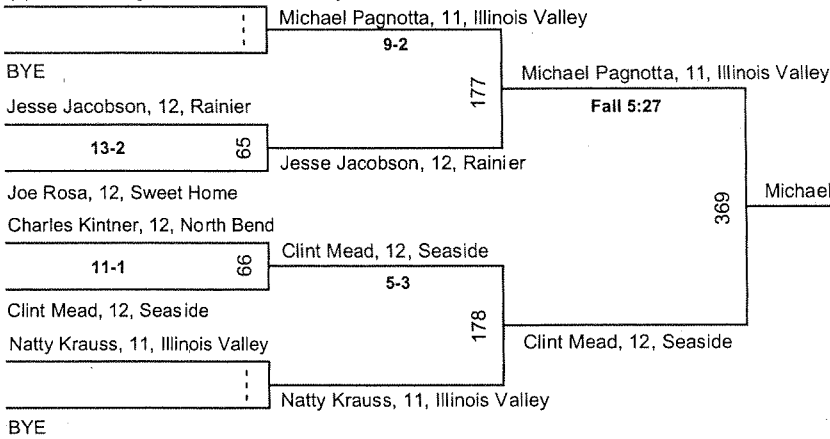 Michael Pagnotta, 11, Illinois Valley
9-2
BYE
177
Michael Pagnotta, 11, Illinois Valley
Jesse Jacobson, 12, Rainier
Fall 5:27
13-2
65
Jesse Jacobson, 12, Rainier
Joe Rosa, 12, Sweet Home
369
Michael
Charles Kintner, 12, North Bend
Clint Mead, 12, Seaside
11-1
66
5-3
Clint Mead, 12, Seaside
178
Clint Mead, 12, Seaside
Natty Krauss, 11, Illinois Valley
Natty Krauss, 11, Illinois Valley
BYE